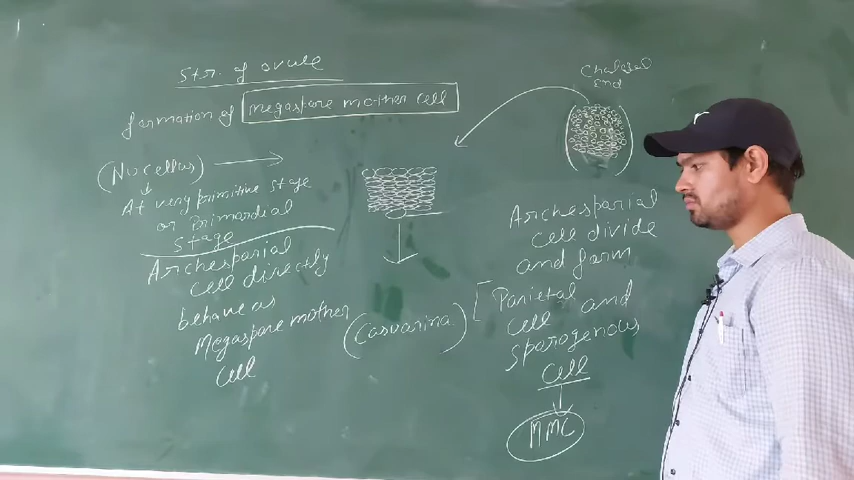 Str. of ovule
formation of megaspore mother cell
(Nucellus)
At very primitive stage
or Primordial
stage
Archesporial
cell directly
behave as
Megaspore mother
cell
(Casuarina)
Chalazal
end
Archesporial
cell divide
and form
[Parietal
cell and
Sporogenous
cell
MMC